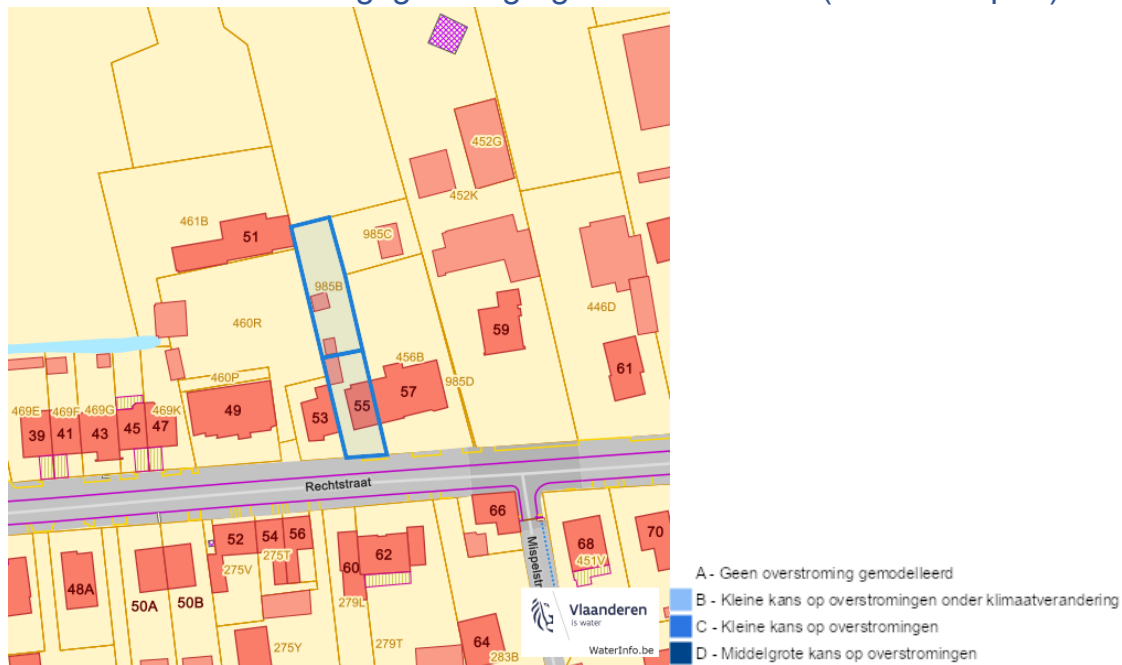 452G
452K
461B
51
985C
985B
59
446D
460R
61
456B
985D
57
460P
469E
469F
469G
469K
49
53
55
39
41
43
45
47
Rechtstraat
66
52
54
56
275T
275V
62
60
68
451V
70
Mispelstr
48A
50A
50B
279L
275Y
279T
64
283B
Vlaanderen
is water
WaterInfo.be
A - Geen overstroming gemodelleerd
B - Kleine kans op overstromingen onder klimaatverandering
C - Kleine kans op overstromingen
D - Middelgrote kans op overstromingen